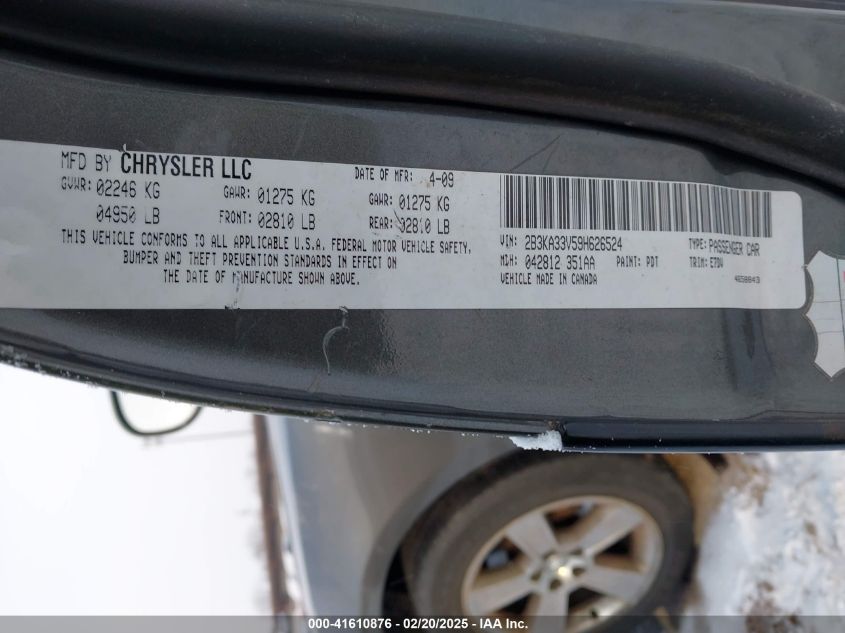 MFD BY CHRYSLER LLC DATE OF MFR: 4-09
GVWR: 02246 KG GAWR: 01275 KG GAWR: 01275 KG
04950 LB FRONT: 02810 LB REAR: 02810 LB
THIS VEHICLE CONFORMS TO ALL APPLICABLE U.S.A. FEDERAL MOTOR VEHICLE SAFETY,
BUMPER AND THEFT PREVENTION STANDARDS IN EFFECT ON
THE DATE OF MANUFACTURE SHOWN ABOVE.
VIN: 2B3KA33V59H626524 TYPE: PASSENGER CAR
MDH: 042812 351AA PAINT: PDT TRIM: E7DV
VEHICLE MADE IN CANADA
000-41610876 / 02/20/2025 / IAA Inc.